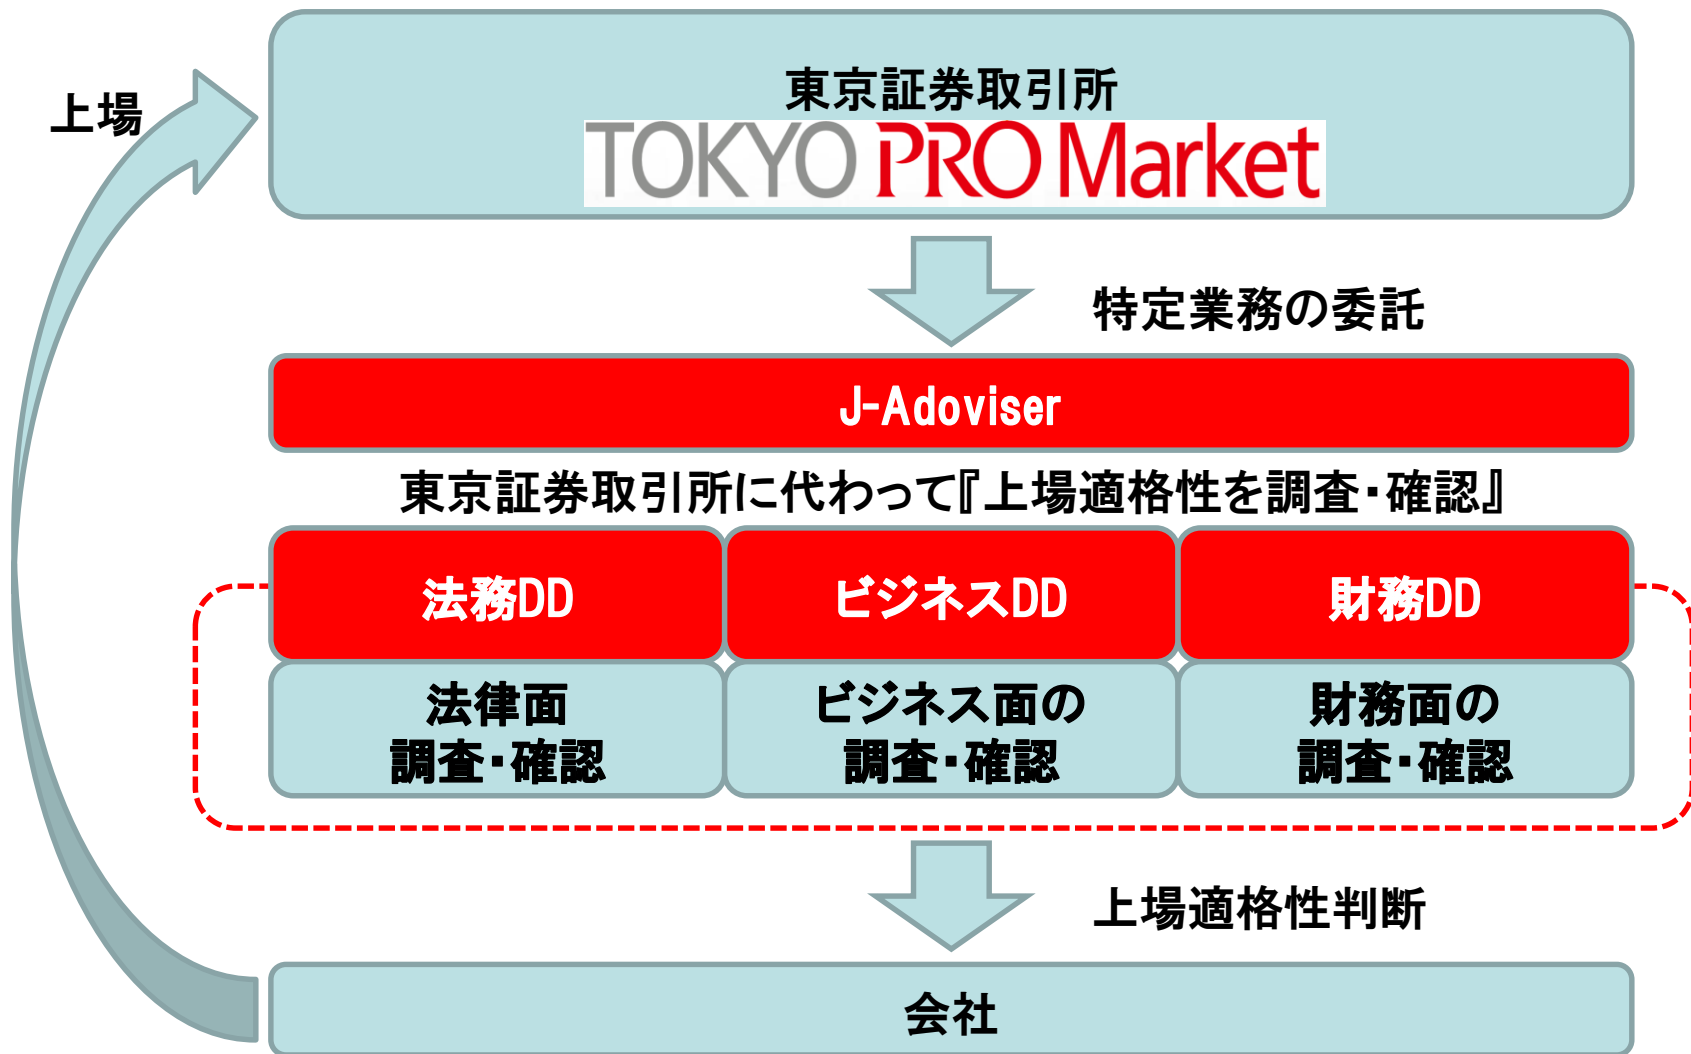 東京証券取引所
上場
TOKYO PRO Market
特定業務の委託
J-Adoviser
東京証券取引所に代わって『上場適格性を調査・確認』
法務DD
ビジネスDD
財務DD
法律面
調査・確認
ビジネス面の
調査・確認
財務面の
調査・確認
上場適格性判断
会社